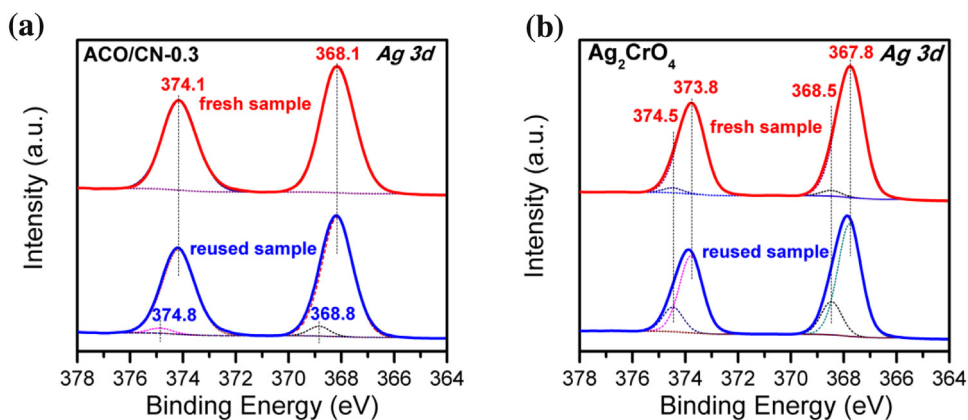 (a)
ACO/CN-0.3
Ag 3d
374.1
368.1
fresh sample
reused sample
374.8
368.8
Intensity (a.u.)
378 376 374 372 370 368 366 364
Binding Energy (eV)
(b)
Ag₂CrO₄
Ag 3d
367.8
373.8
368.5
374.5
fresh sample
reused sample
Intensity (a.u.)
378 376 374 372 370 368 366 364
Binding Energy (eV)